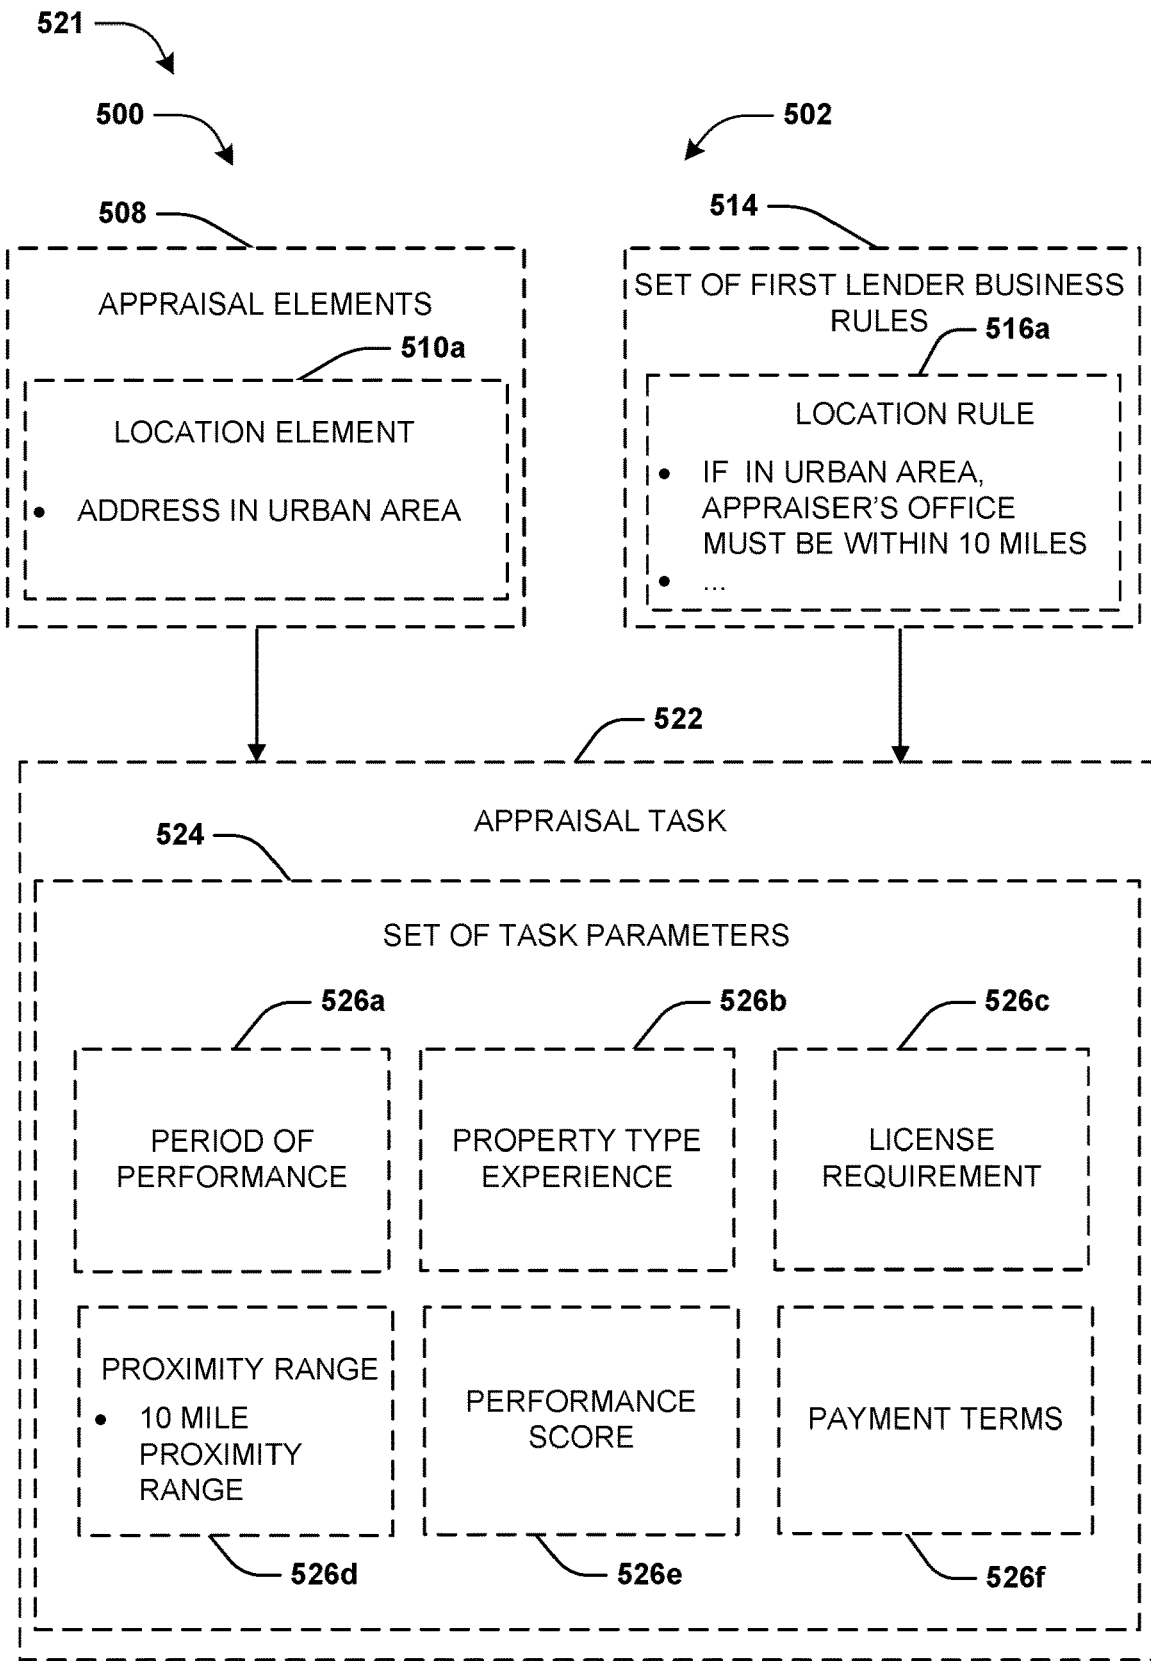 521
500
502
508
514
APPRAISAL ELEMENTS
SET OF FIRST LENDER BUSINESS
RULES
510a
516a
LOCATION ELEMENT
• ADDRESS IN URBAN AREA
LOCATION RULE
• IF IN URBAN AREA,
APPRAISER'S OFFICE
MUST BE WITHIN 10 MILES
• ...
522
APPRAISAL TASK
524
SET OF TASK PARAMETERS
526a
526b
526c
PERIOD OF
PERFORMANCE
PROPERTY TYPE
EXPERIENCE
LICENSE
REQUIREMENT
PROXIMITY RANGE
• 10 MILE
PROXIMITY
RANGE
PERFORMANCE
SCORE
PAYMENT TERMS
526d
526e
526f